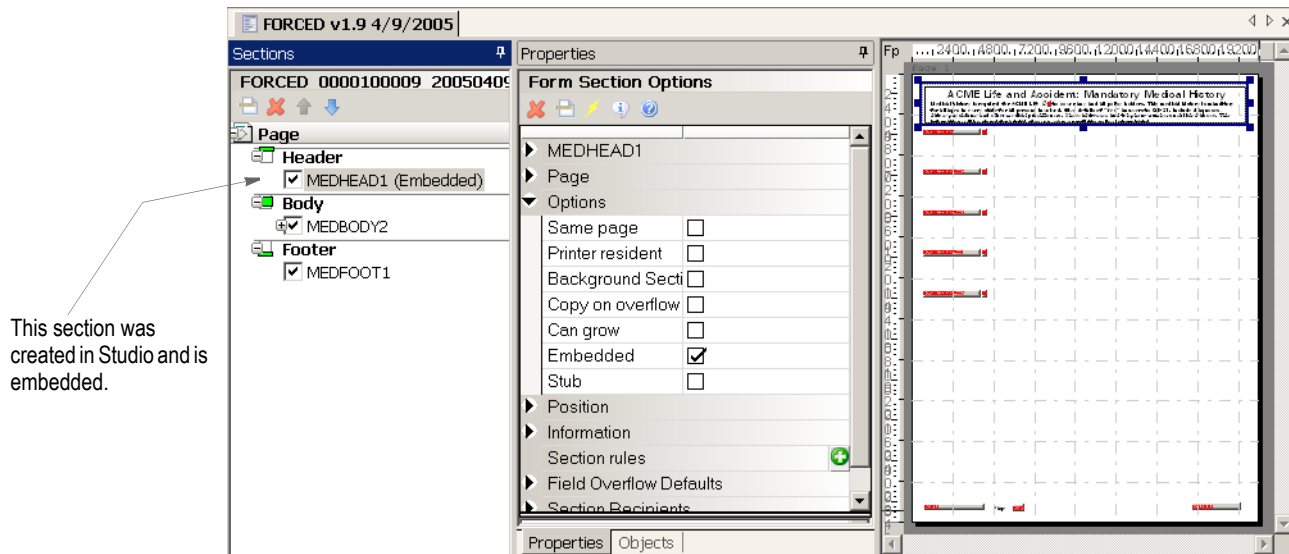 FORCED v1.9 4/9/2005
Sections
FORCED 0000100009 20050409
Page
Header
MEDHEAD1 (Embedded)
Body
MEDBODY2
Footer
MEDFOOT1
This section was
created in Studio and is
embedded.
Properties
Form Section Options
MEDHEAD1
Page
Options
Same page
Printer resident
Background Secti
Copy on overflow
Can grow
Embedded
Stub
Position
Information
Section rules
Field Overflow Defaults
Section Recipients
Properties Objects
Fp ...,2400,,4800,,7200,,9600,,12000,14400,16800,19200
Page 1
ACME Life and Accident: Mandatory Medical History